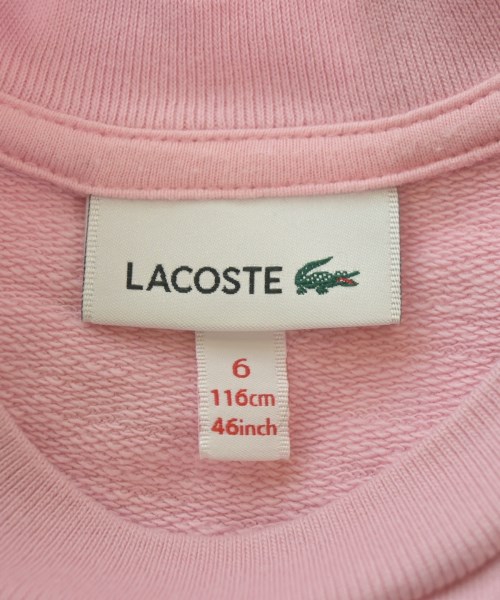 LACOSTE
6
116cm
46inch